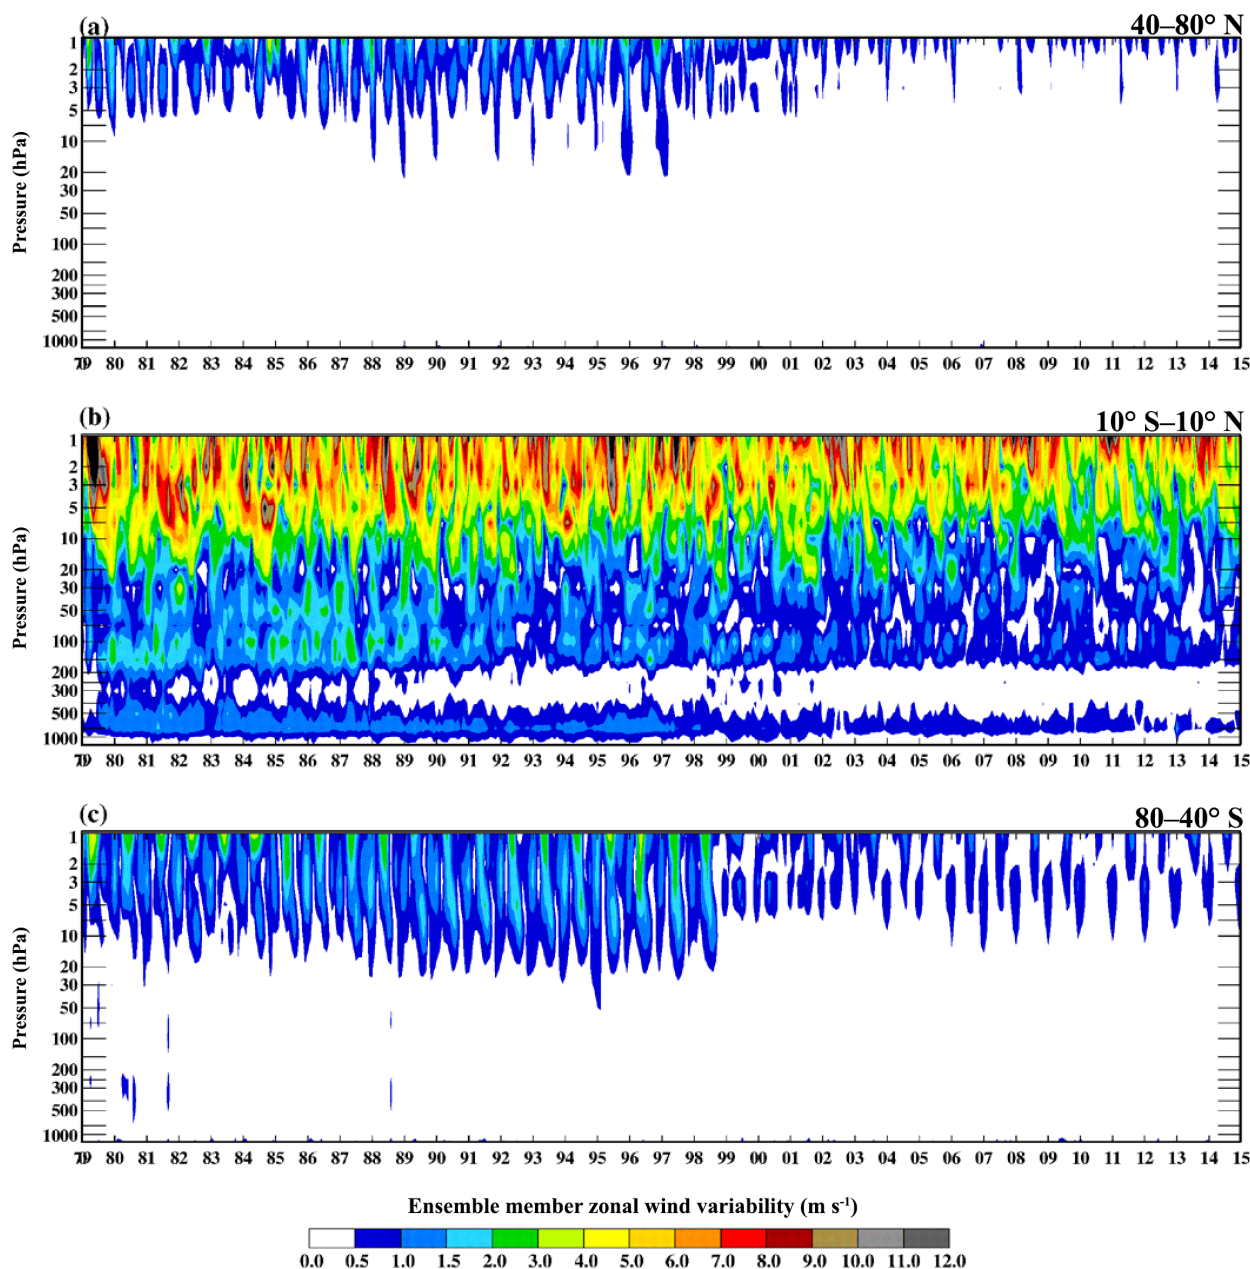 (a)
40–80° N
1
2
3
5
10
20
30
50
100
200
300
500
1000
Pressure (hPa)
79 80 81 82 83 84 85 86 87 88 89 90 91 92 93 94 95 96 97 98 99 00 01 02 03 04 05 06 07 08 09 10 11 12 13 14 15
(b)
10° S–10° N
1
2
3
5
10
20
30
50
100
200
300
500
1000
Pressure (hPa)
79 80 81 82 83 84 85 86 87 88 89 90 91 92 93 94 95 96 97 98 99 00 01 02 03 04 05 06 07 08 09 10 11 12 13 14 15
(c)
80–40° S
1
2
3
5
10
20
30
50
100
200
300
500
1000
Pressure (hPa)
79 80 81 82 83 84 85 86 87 88 89 90 91 92 93 94 95 96 97 98 99 00 01 02 03 04 05 06 07 08 09 10 11 12 13 14 15
Ensemble member zonal wind variability (m s⁻¹)
0.0 0.5 1.0 1.5 2.0 3.0 4.0 5.0 6.0 7.0 8.0 9.0 10.0 11.0 12.0